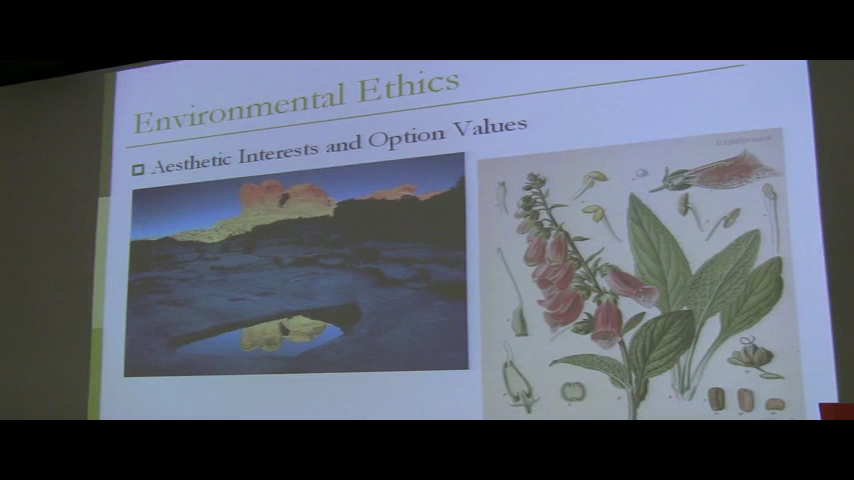 Environmental Ethics
Aesthetic Interests and Option Values